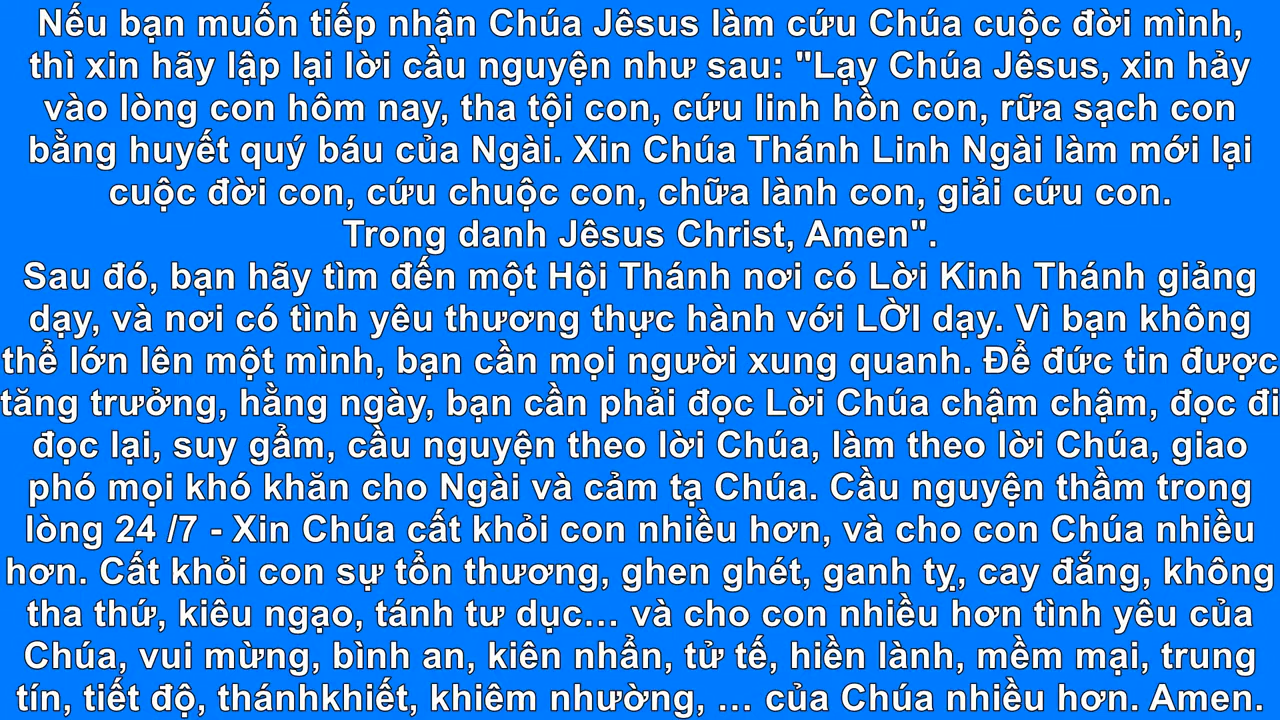 Nếu bạn muốn tiếp nhận Chúa Jêsus làm cứu Chúa cuộc đời mình,
thì xin hãy lập lại lời cầu nguyện như sau: "Lạy Chúa Jêsus, xin hảy
vào lòng con hôm nay, tha tội con, cứu linh hồn con, rữa sạch con
bằng huyết quý báu của Ngài. Xin Chúa Thánh Linh Ngài làm mới lại
cuộc đời con, cứu chuộc con, chữa lành con, giải cứu con.
Trong danh Jêsus Christ, Amen".
Sau đó, bạn hãy tìm đến một Hội Thánh nơi có Lời Kinh Thánh giảng
dạy, và nơi có tình yêu thương thực hành với LỜI dạy. Vì bạn không
thể lớn lên một mình, bạn cần mọi người xung quanh. Để đức tin được
tăng trưởng, hằng ngày, bạn cần phải đọc Lời Chúa chậm chậm, đọc đi
đọc lại, suy gẩm, cầu nguyện theo lời Chúa, làm theo lời Chúa, giao
phó mọi khó khăn cho Ngài và cảm tạ Chúa. Cầu nguyện thầm trong
lòng 24 /7 - Xin Chúa cất khỏi con nhiều hơn, và cho con Chúa nhiều
hơn. Cất khỏi con sự tổn thương, ghen ghét, ganh tỵ, cay đắng, không
tha thứ, kiêu ngạo, tánh tư dục... và cho con nhiều hơn tình yêu của
Chúa, vui mừng, bình an, kiên nhẩn, tử tế, hiền lành, mềm mại, trung
tín, tiết độ, thánhkhiết, khiêm nhường, ... của Chúa nhiều hơn. Amen.